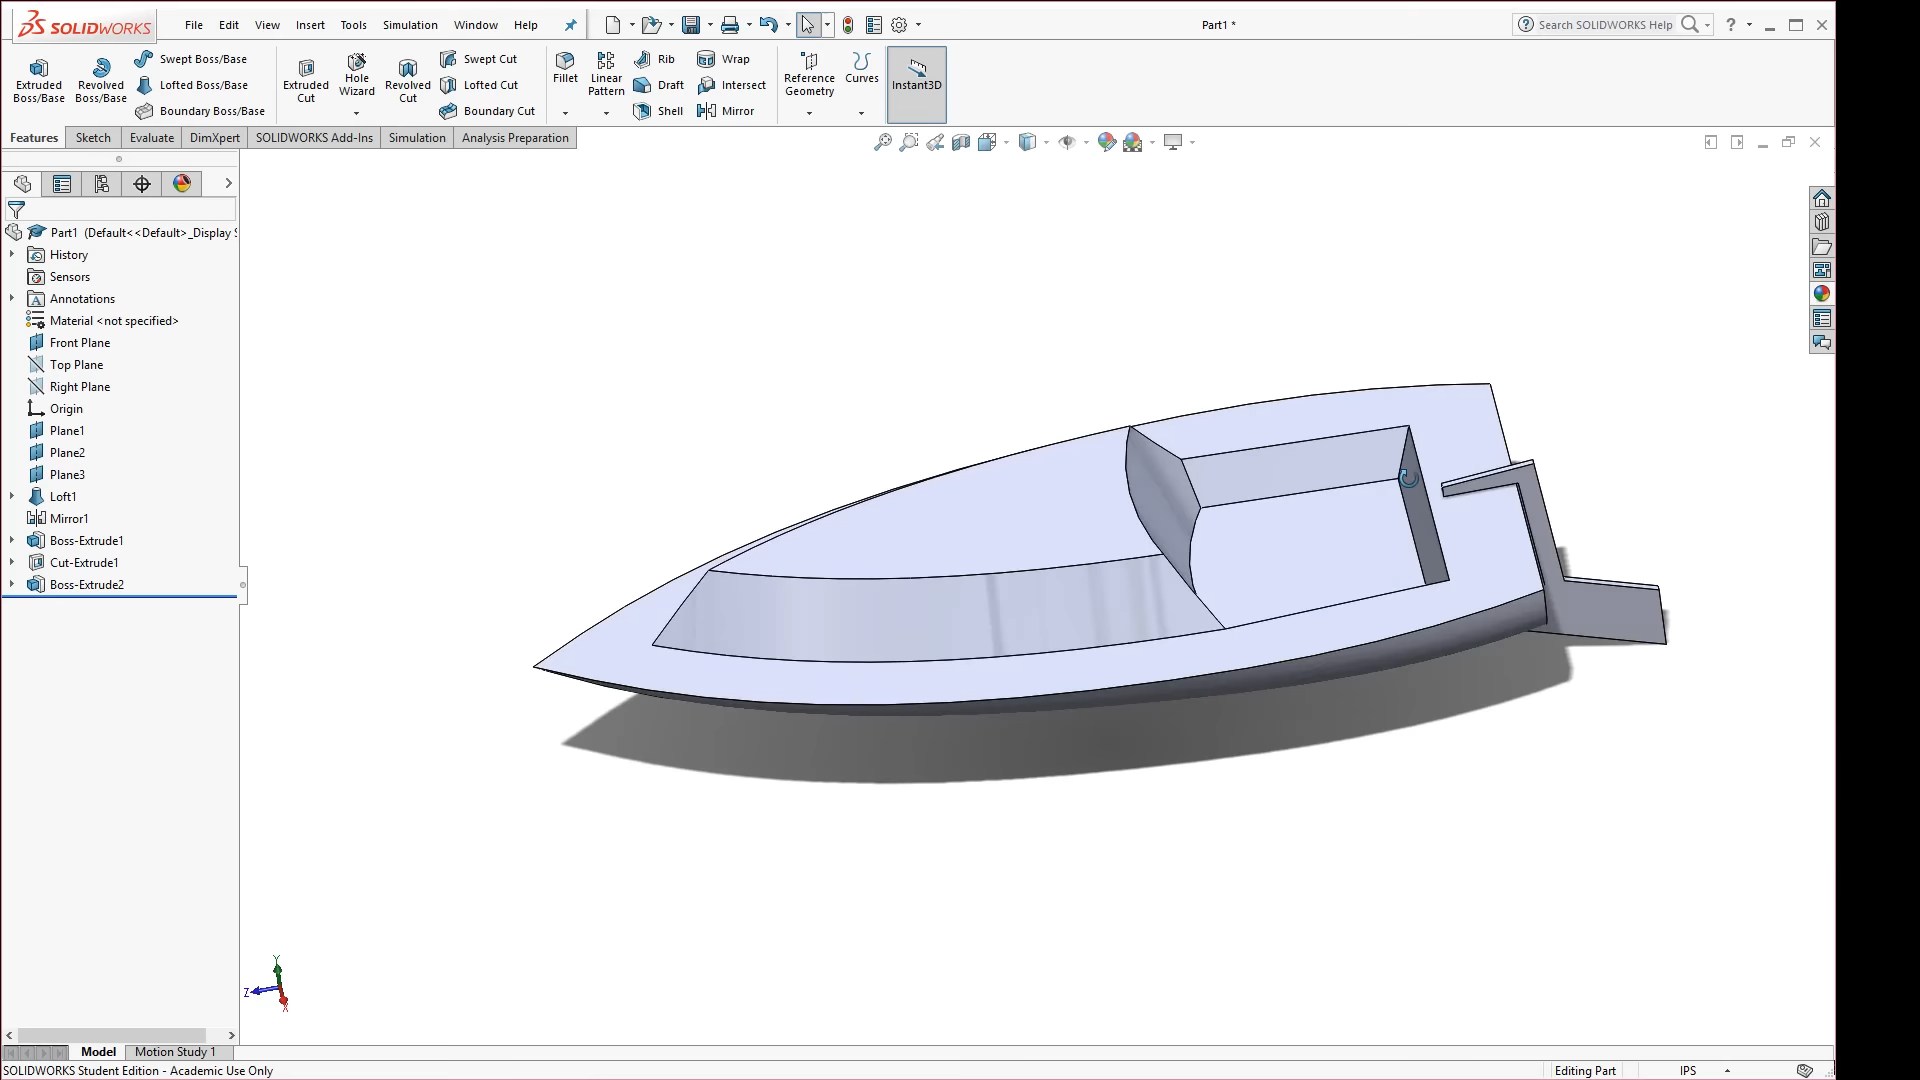 SOLIDWORKS
File Edit View Insert Tools Simulation Window Help
Part1 *
Search SOLIDWORKS Help
Extruded Boss/Base
Revolved Boss/Base
Swept Boss/Base
Lofted Boss/Base
Boundary Boss/Base
Extruded Cut
Hole Wizard
Revolved Cut
Swept Cut
Lofted Cut
Boundary Cut
Fillet
Linear Pattern
Rib
Draft
Shell
Wrap
Intersect
Mirror
Reference Geometry
Curves
Instant3D
Features Sketch Evaluate DimXpert SOLIDWORKS Add-Ins Simulation Analysis Preparation
Part1 (Default<<Default>_Display S
History
Sensors
Annotations
Material <not specified>
Front Plane
Top Plane
Right Plane
Origin
Plane1
Plane2
Plane3
Loft1
Mirror1
Boss-Extrude1
Cut-Extrude1
Boss-Extrude2
Y
Z
X
Model Motion Study 1
SOLIDWORKS Student Edition - Academic Use Only
Editing Part
IPS